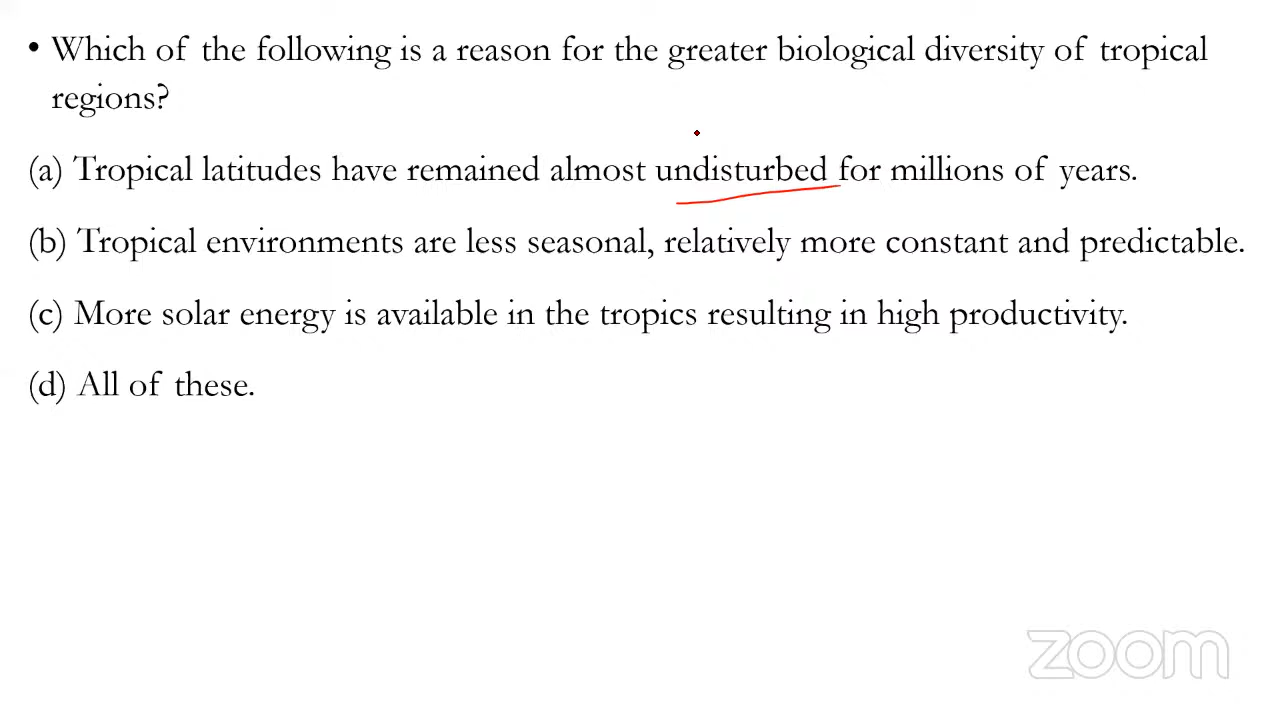 • Which of the following is a reason for the greater biological diversity of tropical
regions?
(a) Tropical latitudes have remained almost undisturbed for millions of years.
(b) Tropical environments are less seasonal, relatively more constant and predictable.
(c) More solar energy is available in the tropics resulting in high productivity.
(d) All of these.
zoom